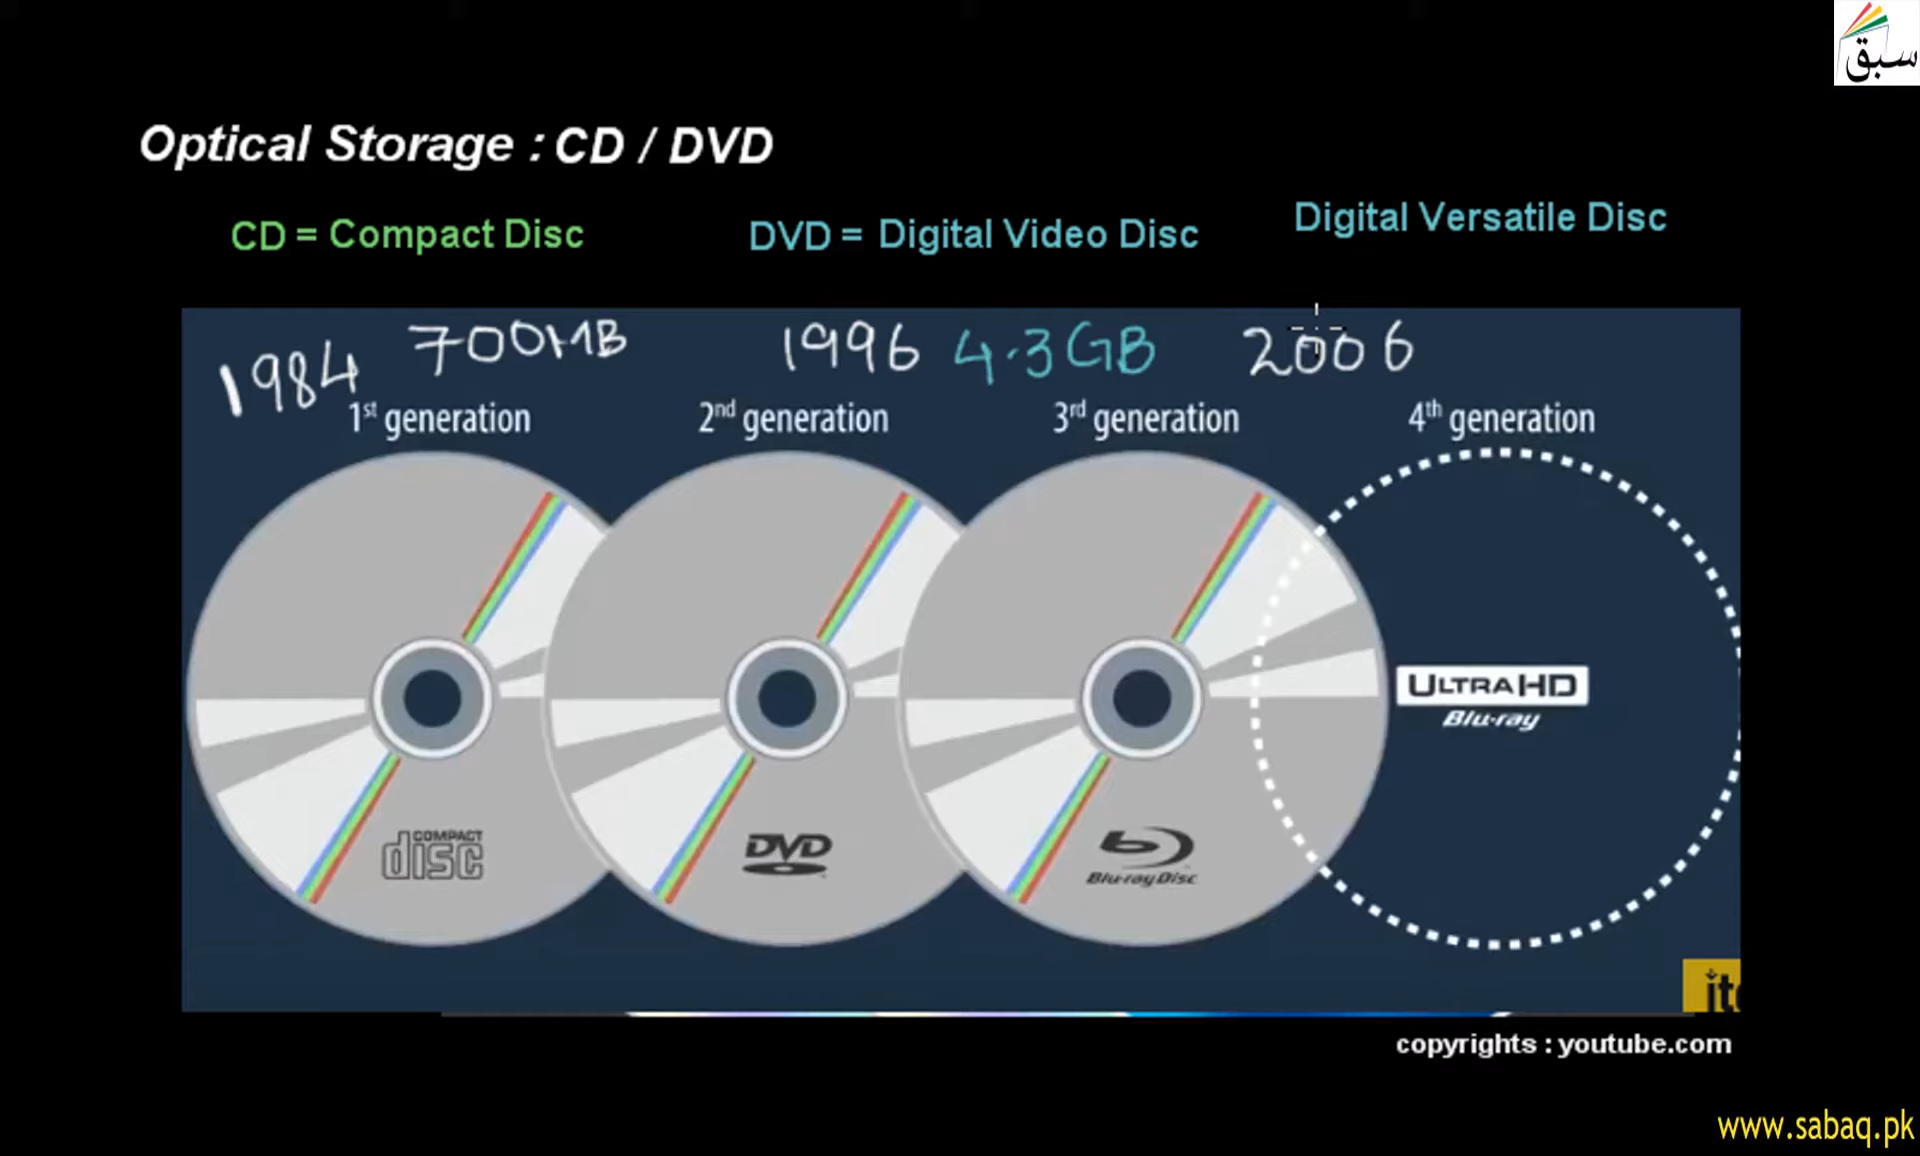 سبق
Optical Storage : CD / DVD
CD = Compact Disc
DVD = Digital Video Disc
Digital Versatile Disc
1984
700MB
1996
4.3GB
2006
1st generation
2nd generation
3rd generation
4th generation
COMPACT
disc
DVD
Blu-ray Disc
ULTRA HD
Blu-ray
copyrights : youtube.com
www.sabaq.pk